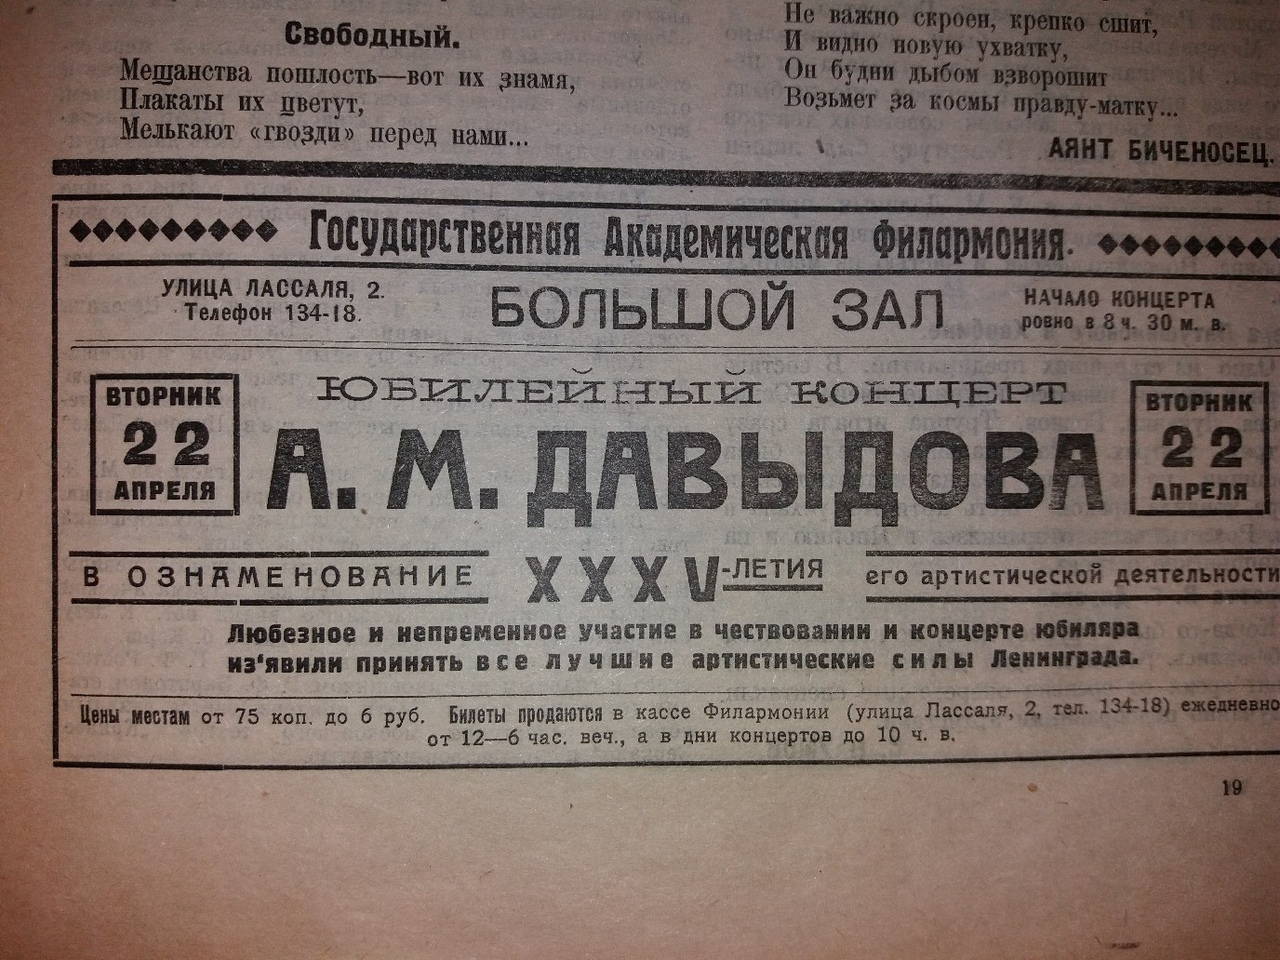 Свободный.
Мещанства пошлость—вот их знамя,
Плакаты их цветут,
Мелькают «гвозди» перед нами...
Не важно скроен, крепко сшит,
И видно новую ухватку,
Он будни дыбом взворошит
Возьмет за космы правду-матку...
АЯНТ БИЧЕНОСЕЦ.
Государственная Академическая Филармония.
УЛИЦА ЛАССАЛЯ, 2.
Телефон 134-18.
БОЛЬШОЙ ЗАЛ
НАЧАЛО КОНЦЕРТА
РОВНО В 8 Ч. 30 М. В.
ВТОРНИК
22
АПРЕЛЯ
ЮБИЛЕЙНЫЙ КОНЦЕРТ
А. М. ДАВЫДОВА
ВТОРНИК
22
АПРЕЛЯ
В ОЗНАМЕНОВАНИЕ XXXV-ЛЕТИЯ его артистической деятельности
Любезное и непременное участие в чествовании и концерте юбиляра
из'явили принять все лучшие артистические силы Ленинграда.
Цены местам от 75 коп. до 6 руб. Билеты продаются в кассе Филармонии (улица Лассаля, 2, тел. 134-18) ежедневно
от 12—6 час. веч., а в дни концертов до 10 ч. в.
19